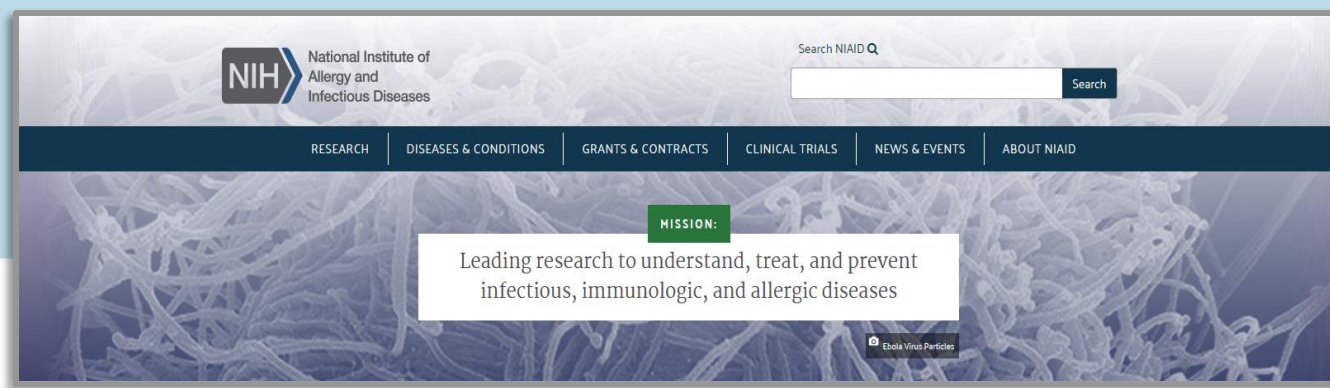 NIH
National Institute of
Allergy and
Infectious Diseases
Search NIAID
Search
RESEARCH
DISEASES & CONDITIONS
GRANTS & CONTRACTS
CLINICAL TRIALS
NEWS & EVENTS
ABOUT NIAID
MISSION:
Leading research to understand, treat, and prevent
infectious, immunologic, and allergic diseases
Ebola Virus Particles